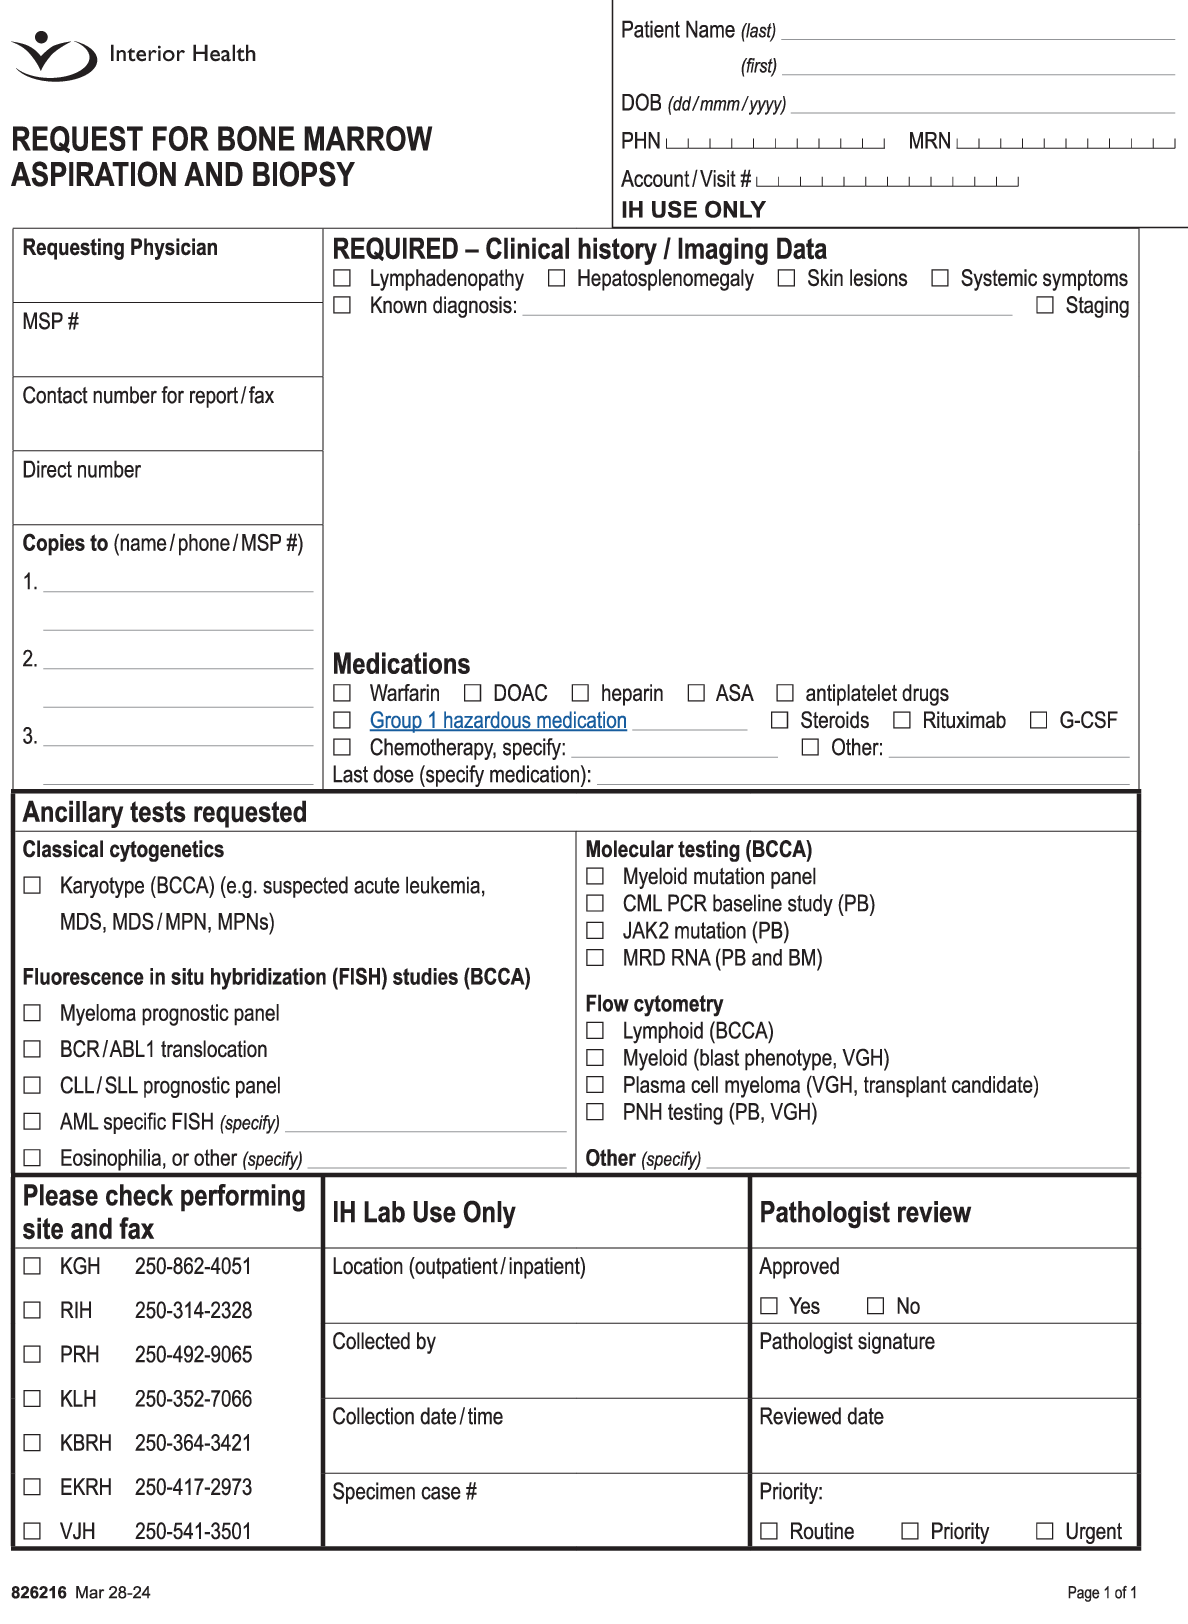 Interior Health
REQUEST FOR BONE MARROW
ASPIRATION AND BIOPSY
Patient Name (last)
(first)
DOB (dd/mmm/yyyy)
PHN MRN
Account/Visit #
IH USE ONLY
Requesting Physician
MSP #
Contact number for report/fax
Direct number
Copies to (name/phone/MSP #)
1.
2.
3.
REQUIRED – Clinical history / Imaging Data
Lymphadenopathy Hepatosplenomegaly Skin lesions Systemic symptoms
Known diagnosis: Staging
Medications
Warfarin DOAC heparin ASA antiplatelet drugs
Group 1 hazardous medication Steroids Rituximab G-CSF
Chemotherapy, specify: Other:
Last dose (specify medication):
Ancillary tests requested
Classical cytogenetics
Karyotype (BCCA) (e.g. suspected acute leukemia,
MDS, MDS/MPN, MPNs)
Fluorescence in situ hybridization (FISH) studies (BCCA)
Myeloma prognostic panel
BCR/ABL1 translocation
CLL/SLL prognostic panel
AML specific FISH (specify)
Eosinophilia, or other (specify)
Molecular testing (BCCA)
Myeloid mutation panel
CML PCR baseline study (PB)
JAK2 mutation (PB)
MRD RNA (PB and BM)
Flow cytometry
Lymphoid (BCCA)
Myeloid (blast phenotype, VGH)
Plasma cell myeloma (VGH, transplant candidate)
PNH testing (PB, VGH)
Other (specify)
Please check performing
site and fax
KGH 250-862-4051
RIH 250-314-2328
PRH 250-492-9065
KLH 250-352-7066
KBRH 250-364-3421
EKRH 250-417-2973
VJH 250-541-3501
IH Lab Use Only
Location (outpatient/inpatient)
Collected by
Collection date/time
Specimen case #
Pathologist review
Approved
Yes No
Pathologist signature
Reviewed date
Priority:
Routine Priority Urgent
826216 Mar 28-24
Page 1 of 1